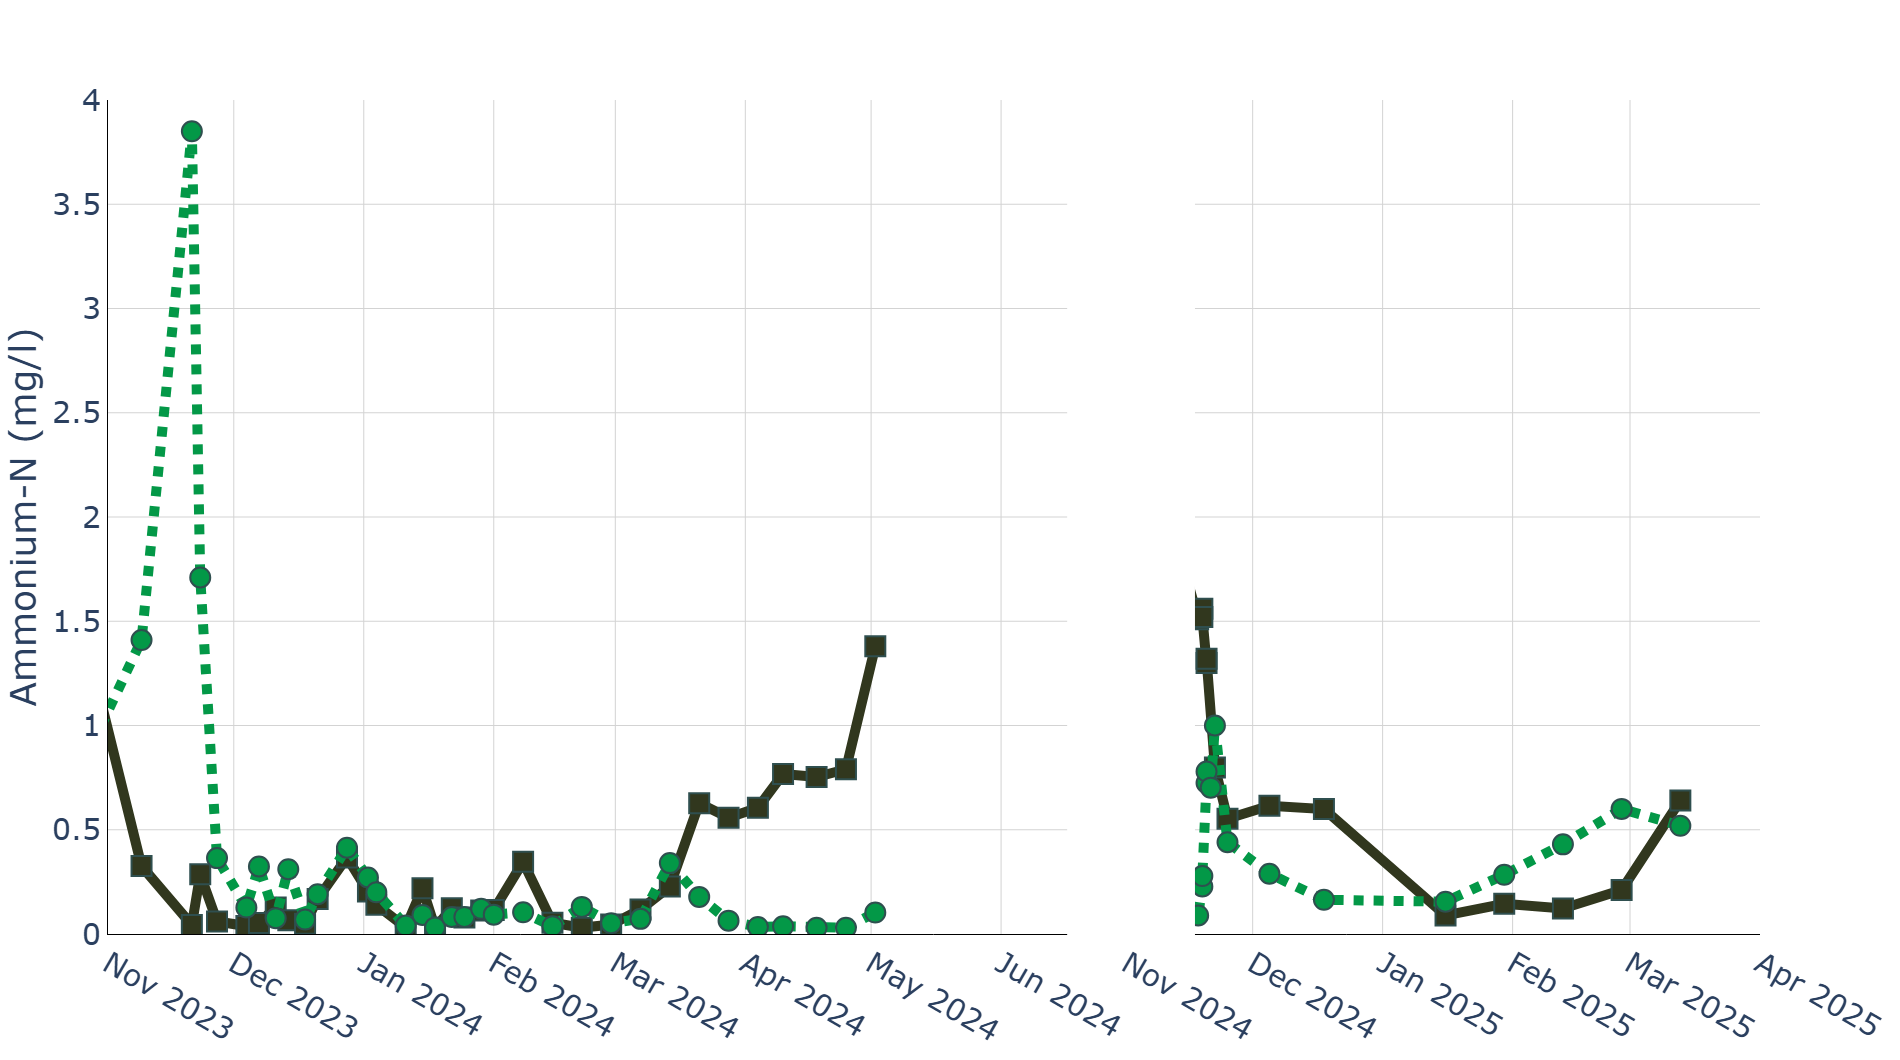 4
3.5
3
2.5
2
1.5
1
0.5
0
Ammonium-N (mg/l)
Nov 2023
Dec 2023
Jan 2024
Feb 2024
Mar 2024
Apr 2024
May 2024
Jun 2024
Nov 2024
Dec 2024
Jan 2025
Feb 2025
Mar 2025
Apr 2025